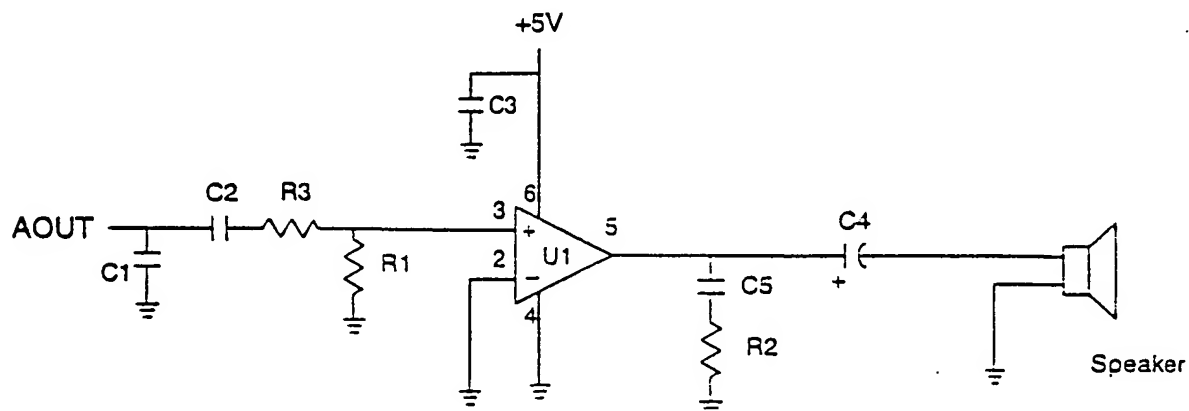 +5V
C3
C2
R3
6
3
AOUT
+
5
C4
C1
R1
2
U1
−
C5
+
4
R2
Speaker